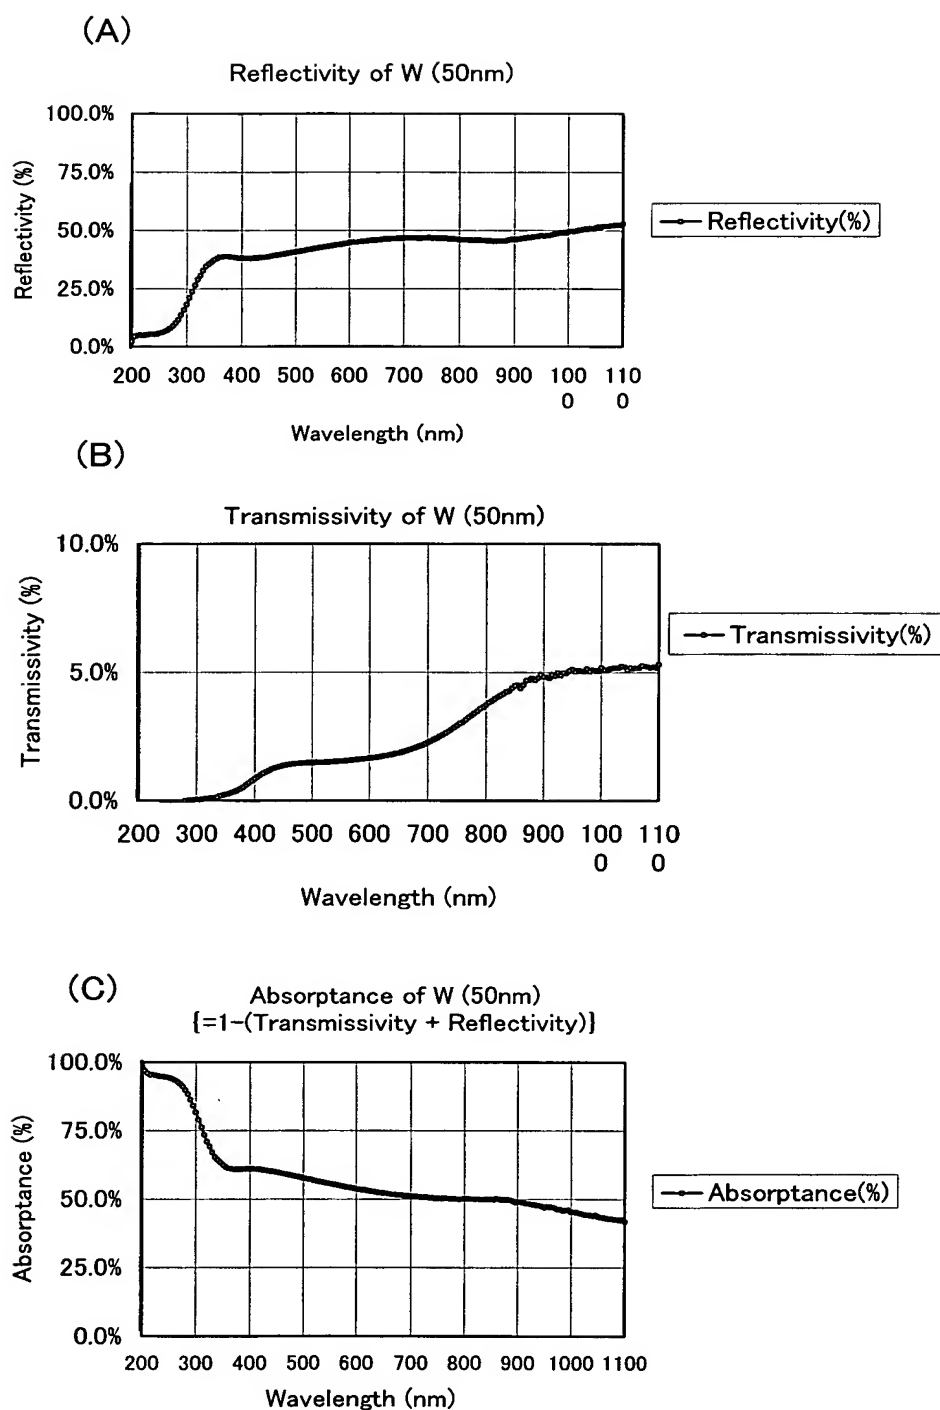 (A)
Reflectivity of W (50nm)
100.0%
75.0%
50.0%
25.0%
0.0%
Reflectivity (%)
Reflectivity(%)
200 300 400 500 600 700 800 900 100 110
0 0
Wavelength (nm)
(B)
Transmissivity of W (50nm)
10.0%
5.0%
0.0%
Transmissivity (%)
Transmissivity(%)
200 300 400 500 600 700 800 900 100 110
0 0
Wavelength (nm)
(C)
Absorptance of W (50nm)
{=1-(Transmissivity + Reflectivity)}
100.0%
75.0%
50.0%
25.0%
0.0%
Absorptance (%)
Absorptance(%)
200 300 400 500 600 700 800 900 1000 1100
Wavelength (nm)